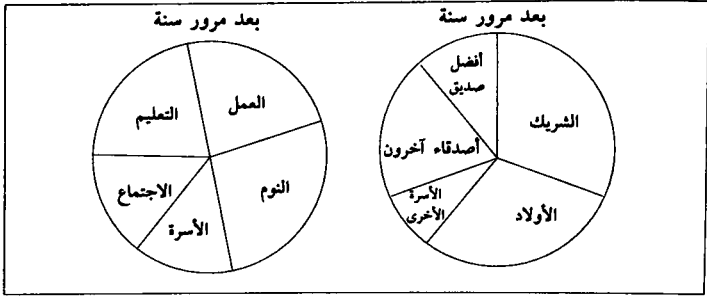 بعد مرور سنة
أفضل
صديق
الشريك
أصدقاء آخرون
الأسرة
الأخرى
الأولاد
بعد مرور سنة
العمل
التعليم
النوم
الاجتماع
الأسرة